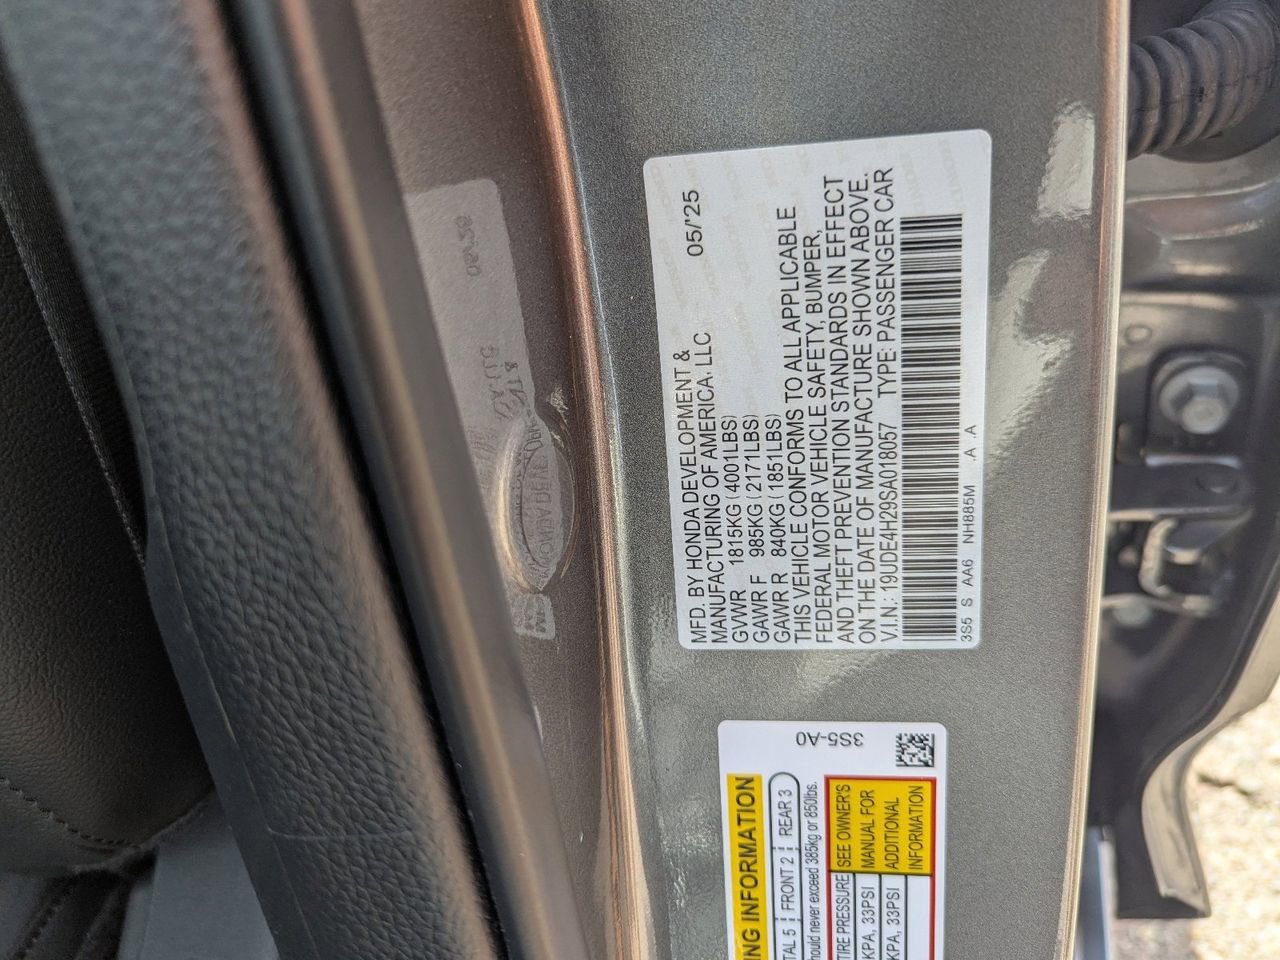 MFD. BY HONDA DEVELOPMENT & 05/'25
MANUFACTURING OF AMERICA, LLC
GVWR 1815KG (4001LBS)
GAWR F 985KG (2171LBS)
GAWR R 840KG (1851LBS)
THIS VEHICLE CONFORMS TO ALL APPLICABLE
FEDERAL MOTOR VEHICLE SAFETY, BUMPER,
AND THEFT PREVENTION STANDARDS IN EFFECT
ON THE DATE OF MANUFACTURE SHOWN ABOVE.
V.I.N.: 19UDE4H29SA018057 TYPE: PASSENGER CAR
3S5 S AA6 NH885M .A .A
3S5-A0
ING INFORMATION
TAL 5 FRONT 2 REAR 3
hould never exceed 385kg or 850lbs.
TIRE PRESSURE SEE OWNER'S
KPA, 33PSI MANUAL FOR
KPA, 33PSI ADDITIONAL
INFORMATION